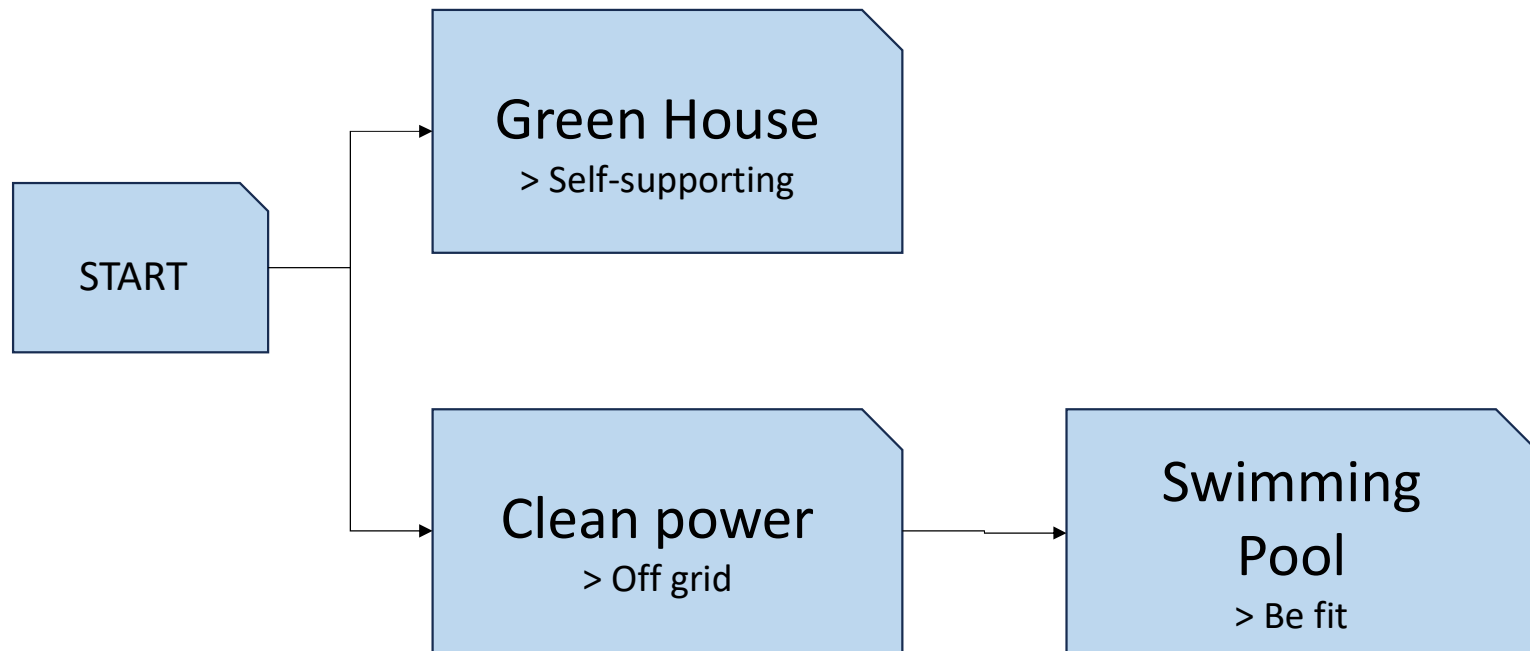 START
Green House
> Self-supporting
Clean power
> Off grid
Swimming
Pool
> Be fit